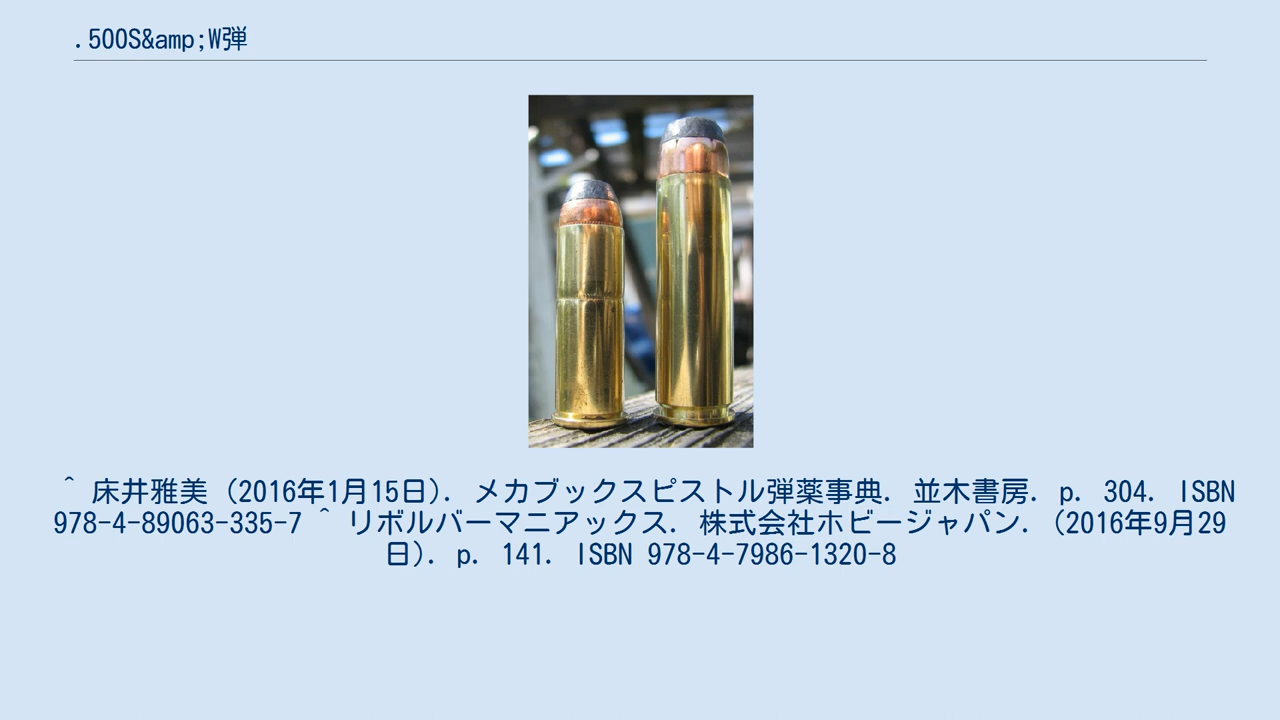 .500S&amp;W弾
^ 床井雅美 (2016年1月15日). メカブックスピストル弾薬事典. 並木書房. p. 304. ISBN
978-4-89063-335-7 ^ リボルバーマニアックス. 株式会社ホビージャパン. (2016年9月29
日). p. 141. ISBN 978-4-7986-1320-8